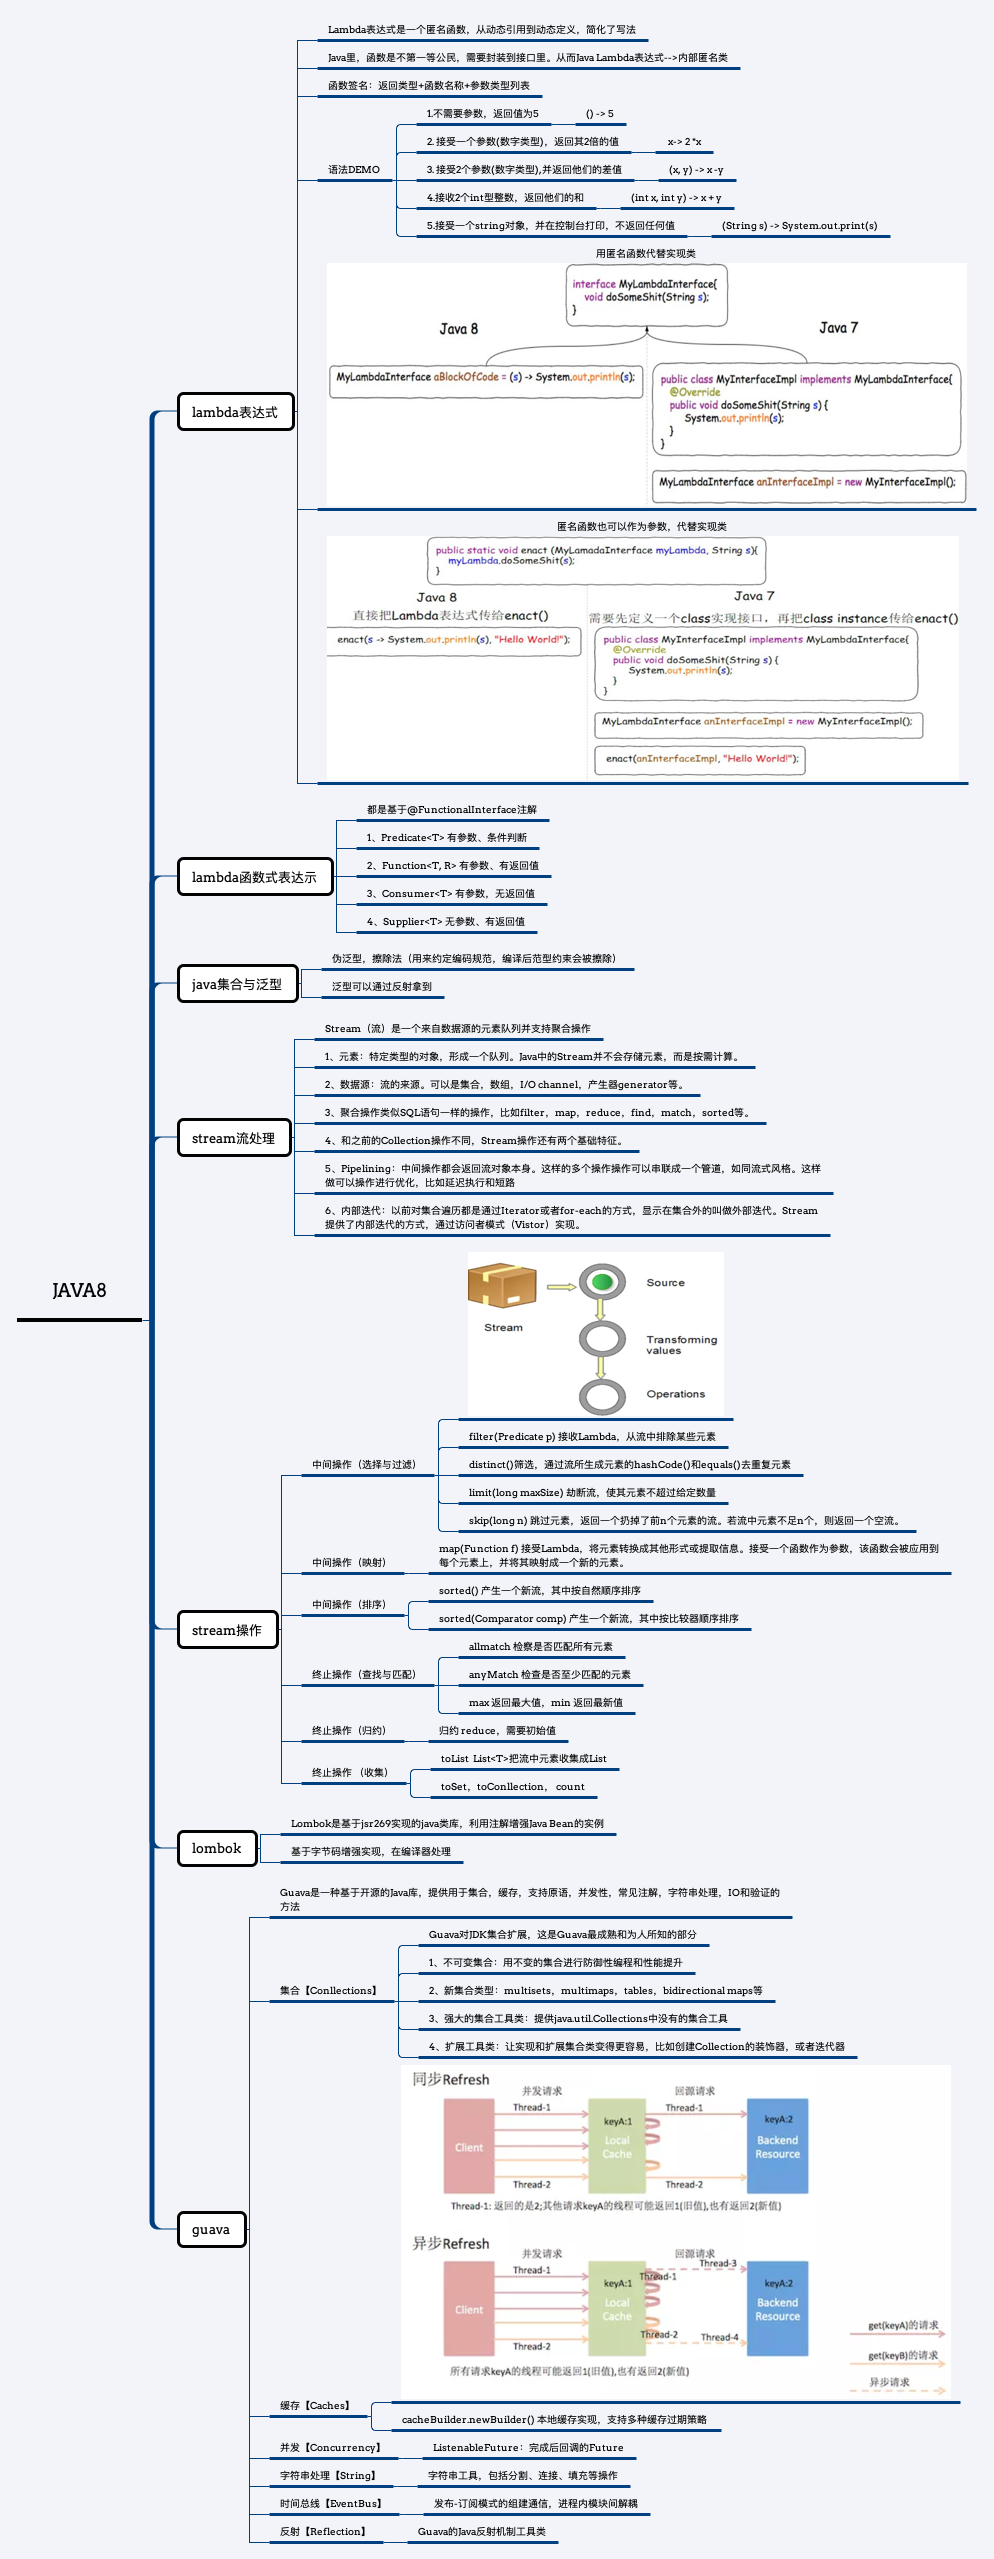 Lambda表达式是一个匿名函数，从动态引用到动态定义，简化了写法
Java里，函数是不第一等公民，需要封装到接口里。从而Java Lambda表达式-->内部匿名类
函数签名：返回类型+函数名称+参数类型列表
语法DEMO
1.不需要参数，返回值为5
() -> 5
2. 接受一个参数(数字类型)，返回其2倍的值
x-> 2 *x
3. 接受2个参数(数字类型),并返回他们的差值
(x, y) -> x -y
4.接收2个int型整数，返回他们的和
(int x, int y) -> x + y
5.接受一个string对象，并在控制台打印，不返回任何值
(String s) -> System.out.print(s)
用匿名函数代替实现类
interface MyLambdaInterface{
void doSomeShit(String s);
}
Java 8
Java 7
MyLambdaInterface aBlockOfCode = (s) -> System.out.println(s);
public class MyInterfaceImpl implements MyLambdaInterface{
@Override
public void doSomeShit(String s) {
System.out.println(s);
}
}
MyLambdaInterface anInterfaceImpl = new MyInterfaceImpl();
lambda表达式
匿名函数也可以作为参数，代替实现类
public static void enact (MyLamadaInterface myLambda, String s){
myLambda.doSomeShit(s);
}
Java 8
Java 7
直接把Lambda表达式传给enact()
需要先定义一个class实现接口，再把class instance传给enact()
enact(s -> System.out.println(s), "Hello World!");
public class MyInterfaceImpl implements MyLambdaInterface{
@Override
public void doSomeShit(String s) {
System.out.println(s);
}
}
MyLambdaInterface anInterfaceImpl = new MyInterfaceImpl();
enact(anInterfaceImpl, "Hello World!");
lambda函数式表达示
都是基于@FunctionalInterface注解
1、Predicate<T> 有参数、条件判断
2、Function<T, R> 有参数、有返回值
3、Consumer<T> 有参数，无返回值
4、Supplier<T> 无参数、有返回值
java集合与泛型
伪泛型，擦除法（用来约定编码规范，编译后范型约束会被擦除）
泛型可以通过反射拿到
stream流处理
Stream（流）是一个来自数据源的元素队列并支持聚合操作
1、元素：特定类型的对象，形成一个队列。Java中的Stream并不会存储元素，而是按需计算。
2、数据源：流的来源。可以是集合，数组，I/O channel，产生器generator等。
3、聚合操作类似SQL语句一样的操作，比如filter，map，reduce，find，match，sorted等。
4、和之前的Collection操作不同，Stream操作还有两个基础特征。
5、Pipelining：中间操作都会返回流对象本身。这样的多个操作操作可以串联成一个管道，如同流式风格。这样
做可以操作进行优化，比如延迟执行和短路
6、内部迭代：以前对集合遍历都是通过Iterator或者for-each的方式，显示在集合外的叫做外部迭代。Stream
提供了内部迭代的方式，通过访问者模式（Vistor）实现。
JAVA8
Stream
Source
Transforming
values
Operations
stream操作
中间操作（选择与过滤）
filter(Predicate p) 接收Lambda，从流中排除某些元素
distinct()筛选，通过流所生成元素的hashCode()和equals()去重复元素
limit(long maxSize) 劫断流，使其元素不超过给定数量
skip(long n) 跳过元素，返回一个扔掉了前n个元素的流。若流中元素不足n个，则返回一个空流。
中间操作（映射）
map(Function f) 接受Lambda，将元素转换成其他形式或提取信息。接受一个函数作为参数，该函数会被应用到
每个元素上，并将其映射成一个新的元素。
中间操作（排序）
sorted() 产生一个新流，其中按自然顺序排序
sorted(Comparator comp) 产生一个新流，其中按比较器顺序排序
终止操作（查找与匹配）
allmatch 检察是否匹配所有元素
anyMatch 检查是否至少匹配的元素
max 返回最大值，min 返回最新值
终止操作（归约）
归约 reduce，需要初始值
终止操作 （收集）
toList List<T>把流中元素收集成List
toSet，toConllection， count
lombok
Lombok是基于jsr269实现的java类库，利用注解增强Java Bean的实例
基于字节码增强实现，在编译器处理
guava
Guava是一种基于开源的Java库，提供用于集合，缓存，支持原语，并发性，常见注解，字符串处理，IO和验证的
方法
集合【Conllections】
Guava对JDK集合扩展，这是Guava最成熟和为人所知的部分
1、不可变集合：用不变的集合进行防御性编程和性能提升
2、新集合类型：multisets，multimaps，tables，bidirectional maps等
3、强大的集合工具类：提供java.util.Collections中没有的集合工具
4、扩展工具类：让实现和扩展集合类变得更容易，比如创建Collection的装饰器，或者迭代器
同步Refresh
并发请求
回源请求
Thread-1
Thread-1
keyA:1
keyA:2
Client
Local
Cache
Backend
Resource
Thread-2
Thread-2
Thread-1: 返回的是2;其他请求keyA的线程可能返回1(旧值),也有返回2(新值)
异步Refresh
并发请求
回源请求
Thread-1
Thread-3
Thread-1
keyA:1
keyA:2
Client
Local
Cache
Backend
Resource
Thread-2
Thread-2
Thread-4
get(keyA)的请求
get(keyB)的请求
异步请求
所有请求keyA的线程可能返回1(旧值),也有返回2(新值)
缓存【Caches】
cacheBuilder.newBuilder() 本地缓存实现，支持多种缓存过期策略
并发【Concurrency】
ListenableFuture：完成后回调的Future
字符串处理【String】
字符串工具，包括分割、连接、填充等操作
时间总线【EventBus】
发布-订阅模式的组建通信，进程内模块间解耦
反射【Reflection】
Guava的Java反射机制工具类